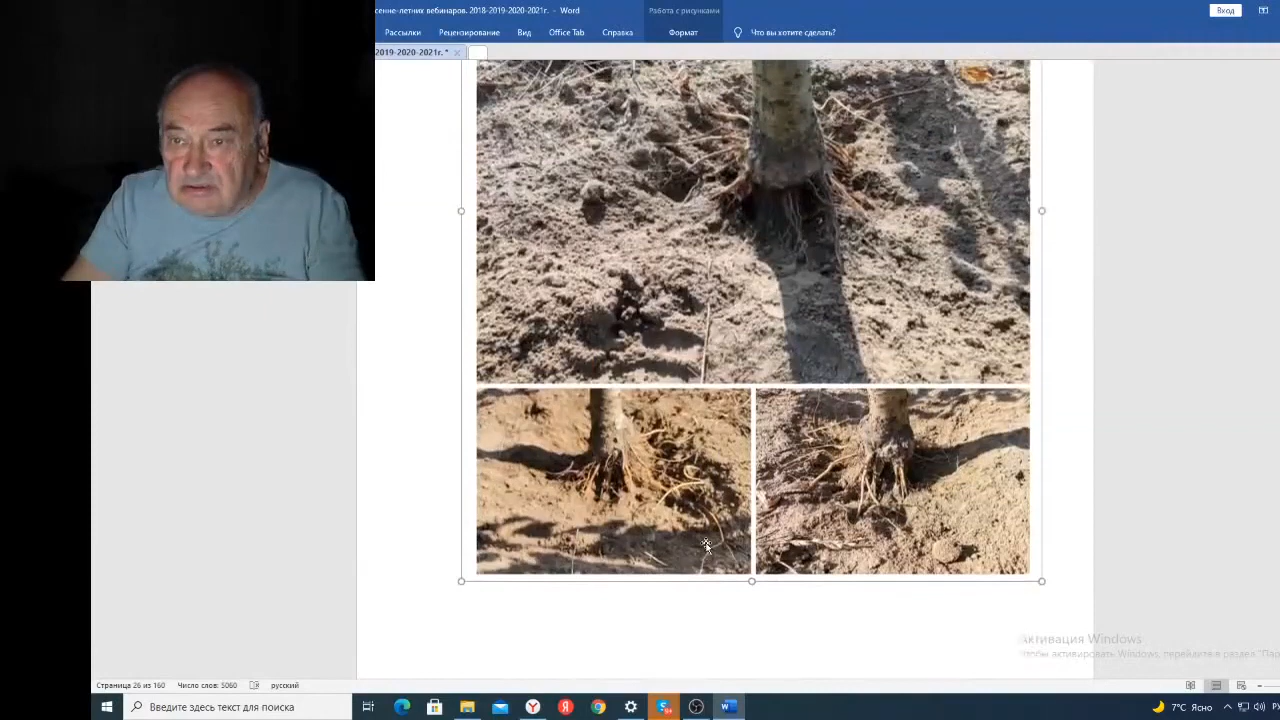 сенне-летних вебинаров. 2018-2019-2020-2021г. - Word
Работа с рисунками
Вход
Рассылки Рецензирование Вид Office Tab Справка Формат Что вы хотите сделать?
2019-2020-2021г. *
Активация Windows
Чтобы активировать Windows, перейдите в раздел "Пар
Страница 26 из 160 Число слов: 5060 русский
Введите здесь текст для поиска
7°C Ясно